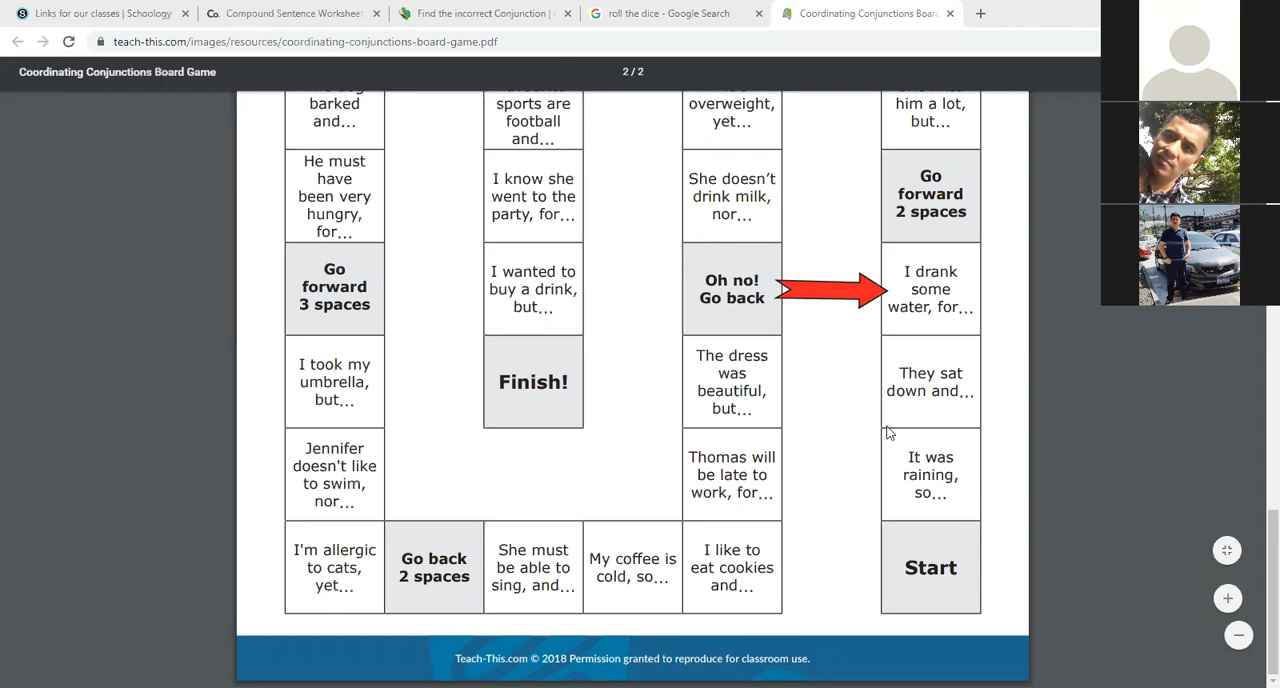 Links for our classes | Schoology
Compound Sentence Worksheet
Find the incorrect Conjunction |
roll the dice - Google Search
Coordinating Conjunctions Boar
teach-this.com/images/resources/coordinating-conjunctions-board-game.pdf
Coordinating Conjunctions Board Game
2 / 2
barked
and...
sports are
football
and...
overweight,
yet...
him a lot,
but...
He must
have
been very
hungry,
for...
I know she
went to the
party, for...
She doesn't
drink milk,
nor...
Go
forward
2 spaces
Go
forward
3 spaces
I wanted to
buy a drink,
but...
Oh no!
Go back
I drank
some
water, for...
I took my
umbrella,
but...
Finish!
The dress
was
beautiful,
but...
They sat
down and...
Jennifer
doesn't like
to swim,
nor...
Thomas will
be late to
work, for...
It was
raining,
so...
I'm allergic
to cats,
yet...
Go back
2 spaces
She must
be able to
sing, and...
My coffee is
cold, so...
I like to
eat cookies
and...
Start
Teach-This.com © 2018 Permission granted to reproduce for classroom use.